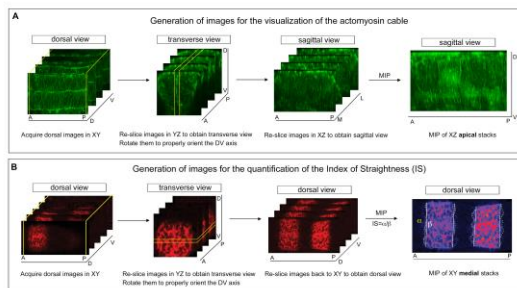 A
Generation of images for the visualization of the actomyosin cable
dorsal view
transverse view
sagittal view
sagittal view
MIP
A
P
D
V
D
V
P
A
A
P
M
L
D
V
A
P
Acquire dorsal images in XY
Re-slice images in YZ to obtain transverse view
Rotate them to properly orient the DV axis
Re-slice images in XZ to obtain sagittal view
MIP of XZ apical stacks
B
Generation of images for the quantification of the Index of Straightness (IS)
dorsal view
transverse view
dorsal view
dorsal view
MIP
IS=α/β
α
β
A
P
D
V
D
V
P
A
A
P
D
V
A
P
Acquire dorsal images in XY
Re-slice images in YZ to obtain transverse view
Rotate them to properly orient the DV axis
Re-slices images back to XY to obtain dorsal view
MIP of XY medial stacks